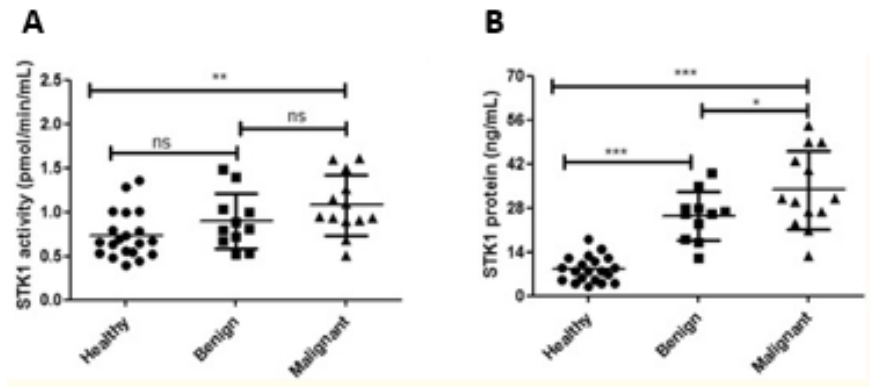 A
STK1 activity (pmol/min/mL)
2.5
2.0
1.5
1.0
0.5
0.0
**
ns
ns
Healthy
Benign
Malignant
B
STK1 protein (ng/mL)
70
56
42
28
14
0
***
*
***
Healthy
Benign
Malignant